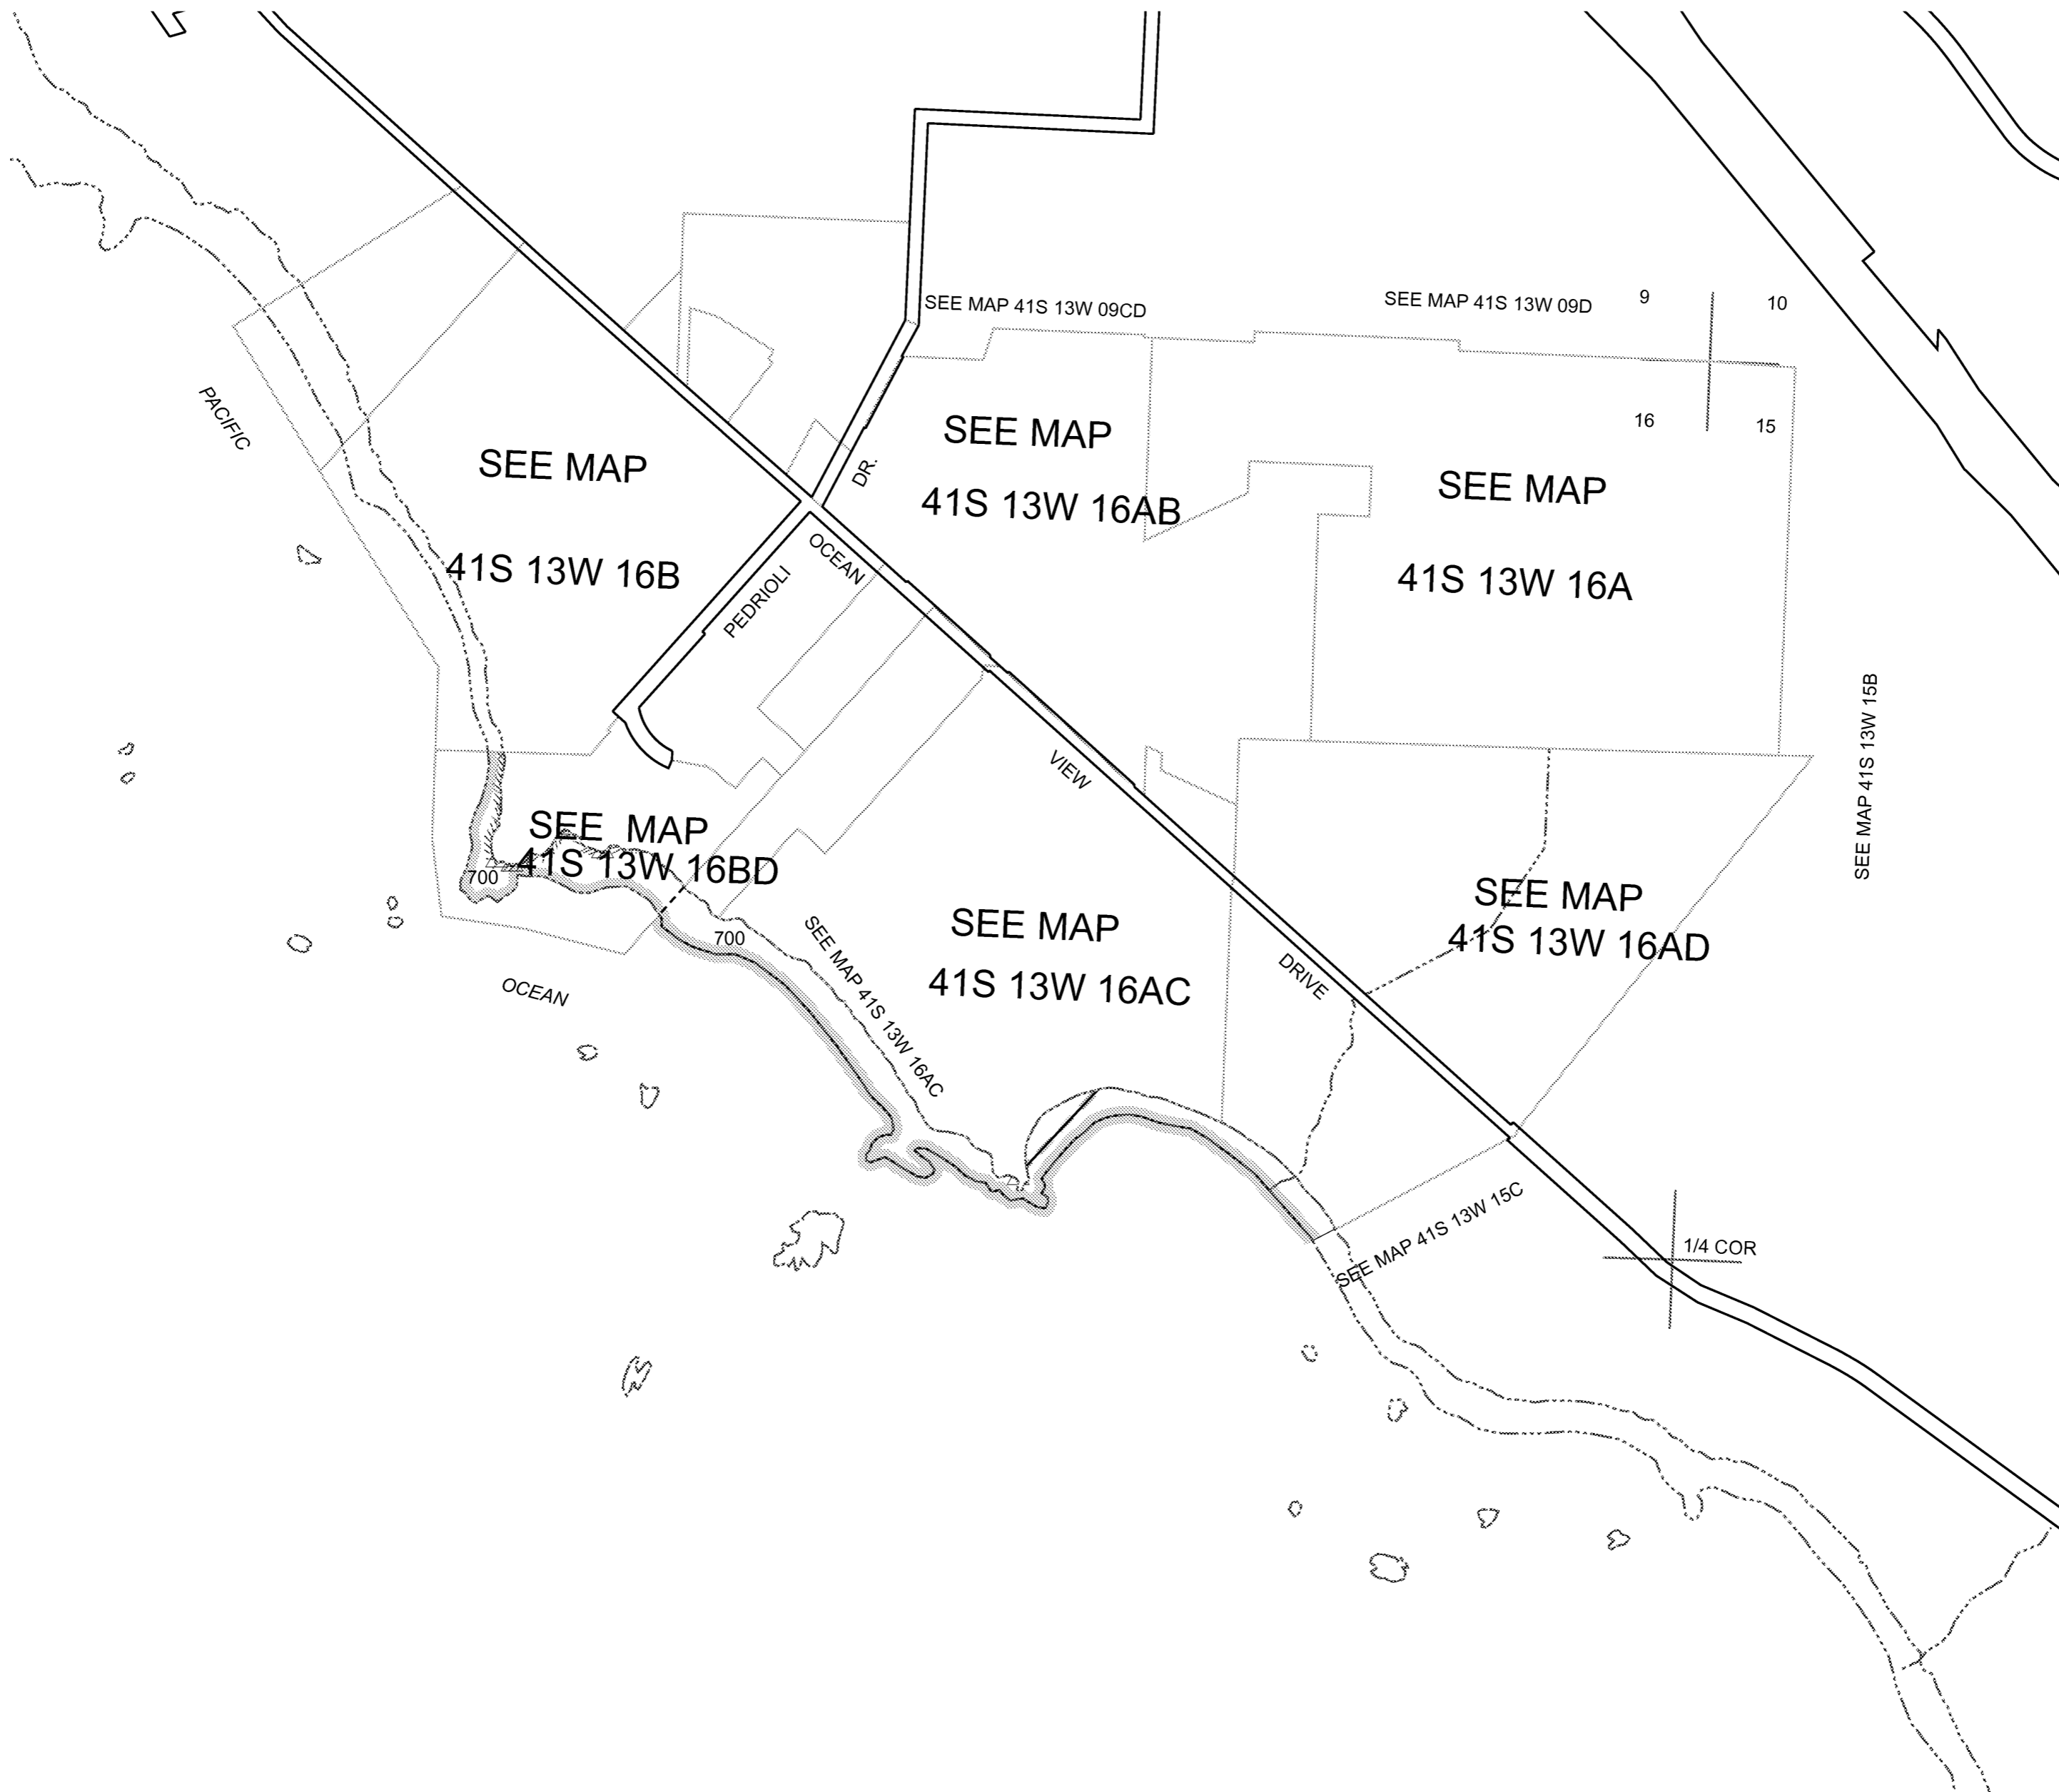 SEE MAP 41S 13W 09CD
SEE MAP 41S 13W 09D
9
10
16
15
PACIFIC
SEE MAP
41S 13W 16B
DR.
SEE MAP
41S 13W 16AB
SEE MAP
41S 13W 16A
OCEAN
PEDRIOLI
VIEW
SEE MAP 41S 13W 15B
SEE MAP
41S 13W 16BD
700
700
OCEAN
SEE MAP 41S 13W 16AC
SEE MAP
41S 13W 16AC
DRIVE
SEE MAP
41S 13W 16AD
SEE MAP 41S 13W 15C
1/4 COR